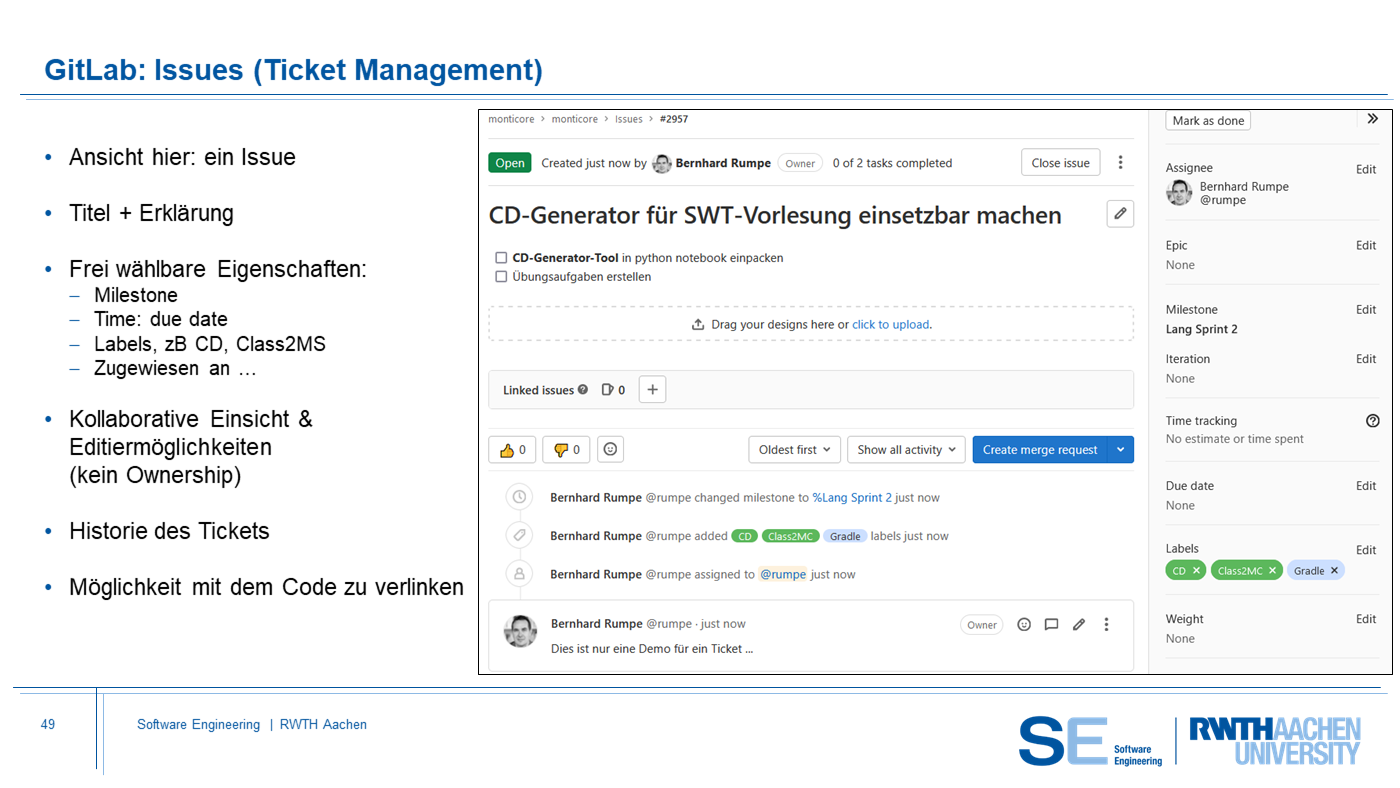 GitLab: Issues (Ticket Management)
• Ansicht hier: ein Issue
• Titel + Erklärung
• Frei wählbare Eigenschaften:
– Milestone
– Time: due date
– Labels, zB CD, Class2MS
– Zugewiesen an …
• Kollaborative Einsicht &
Editiermöglichkeiten
(kein Ownership)
• Historie des Tickets
• Möglichkeit mit dem Code zu verlinken
monticore > monticore > Issues > #2957
Open Created just now by Bernhard Rumpe Owner 0 of 2 tasks completed Close issue
CD-Generator für SWT-Vorlesung einsetzbar machen
CD-Generator-Tool in python notebook einpacken
Übungsaufgaben erstellen
Drag your designs here or click to upload.
Linked issues 0 +
0 0 Oldest first Show all activity Create merge request
Bernhard Rumpe @rumpe changed milestone to %Lang Sprint 2 just now
Bernhard Rumpe @rumpe added CD Class2MC Gradle labels just now
Bernhard Rumpe @rumpe assigned to @rumpe just now
Bernhard Rumpe @rumpe · just now Owner
Dies ist nur eine Demo für ein Ticket ...
Mark as done
Assignee Edit
Bernhard Rumpe
@rumpe
Epic Edit
None
Milestone Edit
Lang Sprint 2
Iteration Edit
None
Time tracking
No estimate or time spent
Due date Edit
None
Labels Edit
CD × Class2MC × Gradle ×
Weight Edit
None
49
Software Engineering | RWTH Aachen
SE Software
Engineering
RWTH AACHEN
UNIVERSITY